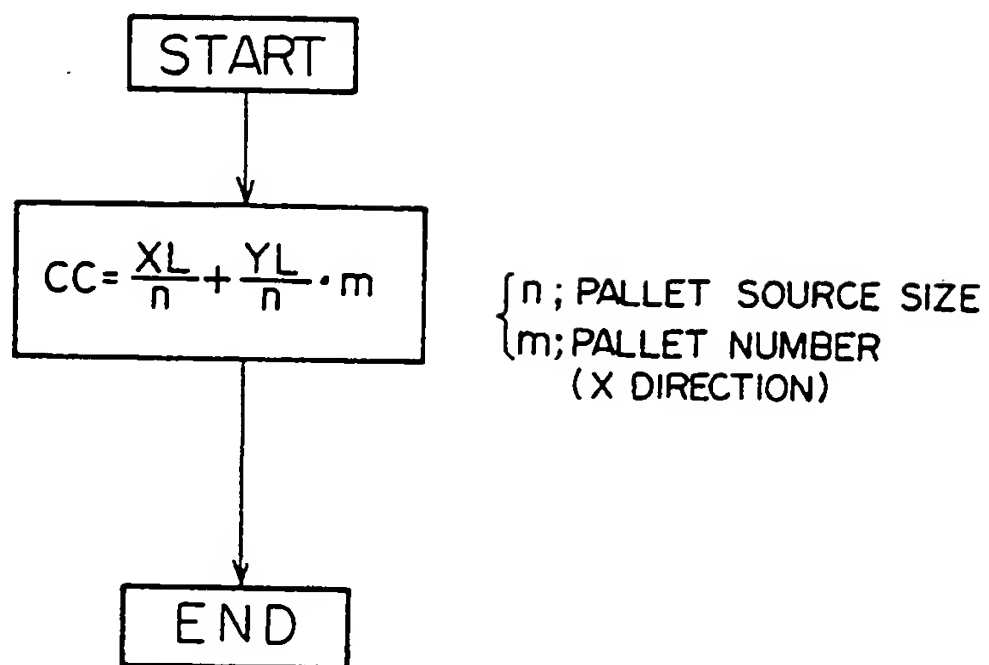 START
CC = XL/n + YL/n · m
n ; PALLET SOURCE SIZE
m ; PALLET NUMBER
(X DIRECTION)
END